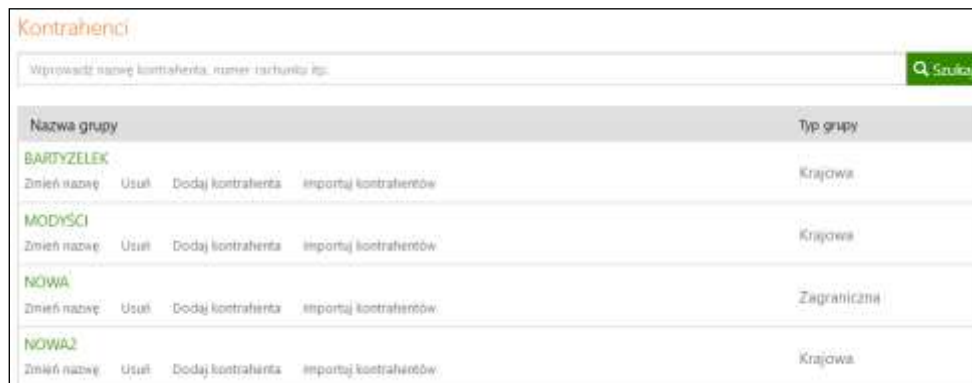 Kontrahenci
Wprowadź nazwę kontrahenta, numer rachunku itp.
Szukaj
Nazwa grupy Typ grupy
BARTYZELEK
Krajowa
Zmień nazwę Usuń Dodaj kontrahenta Importuj kontrahentów
MODYŚCI
Krajowa
Zmień nazwę Usuń Dodaj kontrahenta Importuj kontrahentów
NOWA
Zagraniczna
Zmień nazwę Usuń Dodaj kontrahenta Importuj kontrahentów
NOWA2
Krajowa
Zmień nazwę Usuń Dodaj kontrahenta Importuj kontrahentów